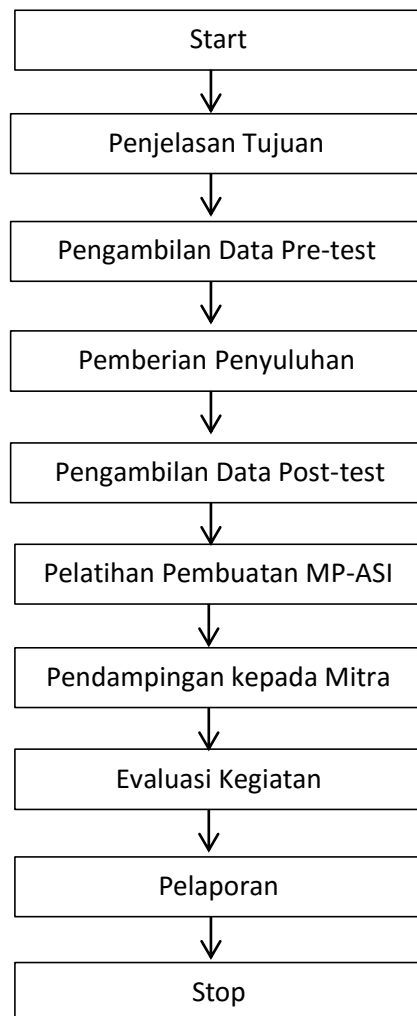 Start
Penjelasan Tujuan
Pengambilan Data Pre-test
Pemberian Penyuluhan
Pengambilan Data Post-test
Pelatihan Pembuatan MP-ASI
Pendampingan kepada Mitra
Evaluasi Kegiatan
Pelaporan
Stop